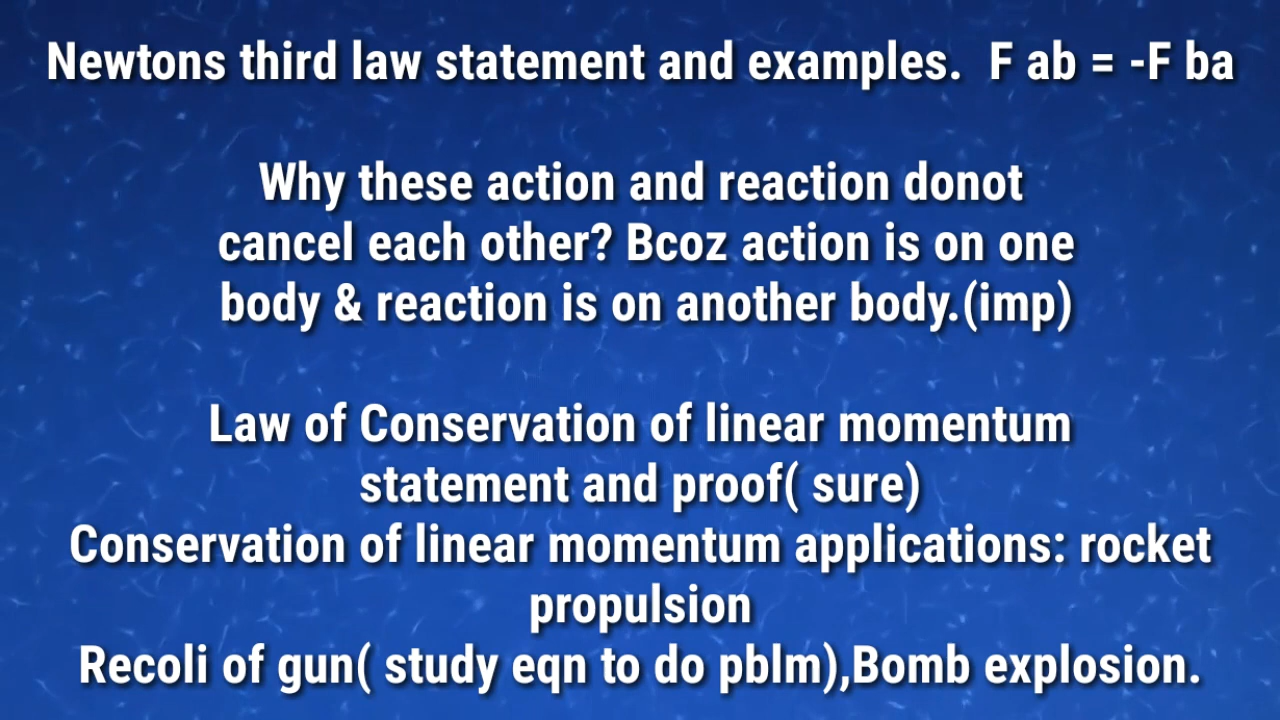 Newtons third law statement and examples. F ab = -F ba
Why these action and reaction donot
cancel each other? Bcoz action is on one
body & reaction is on another body.(imp)
Law of Conservation of linear momentum
statement and proof( sure)
Conservation of linear momentum applications: rocket
propulsion
Recoli of gun( study eqn to do pblm),Bomb explosion.